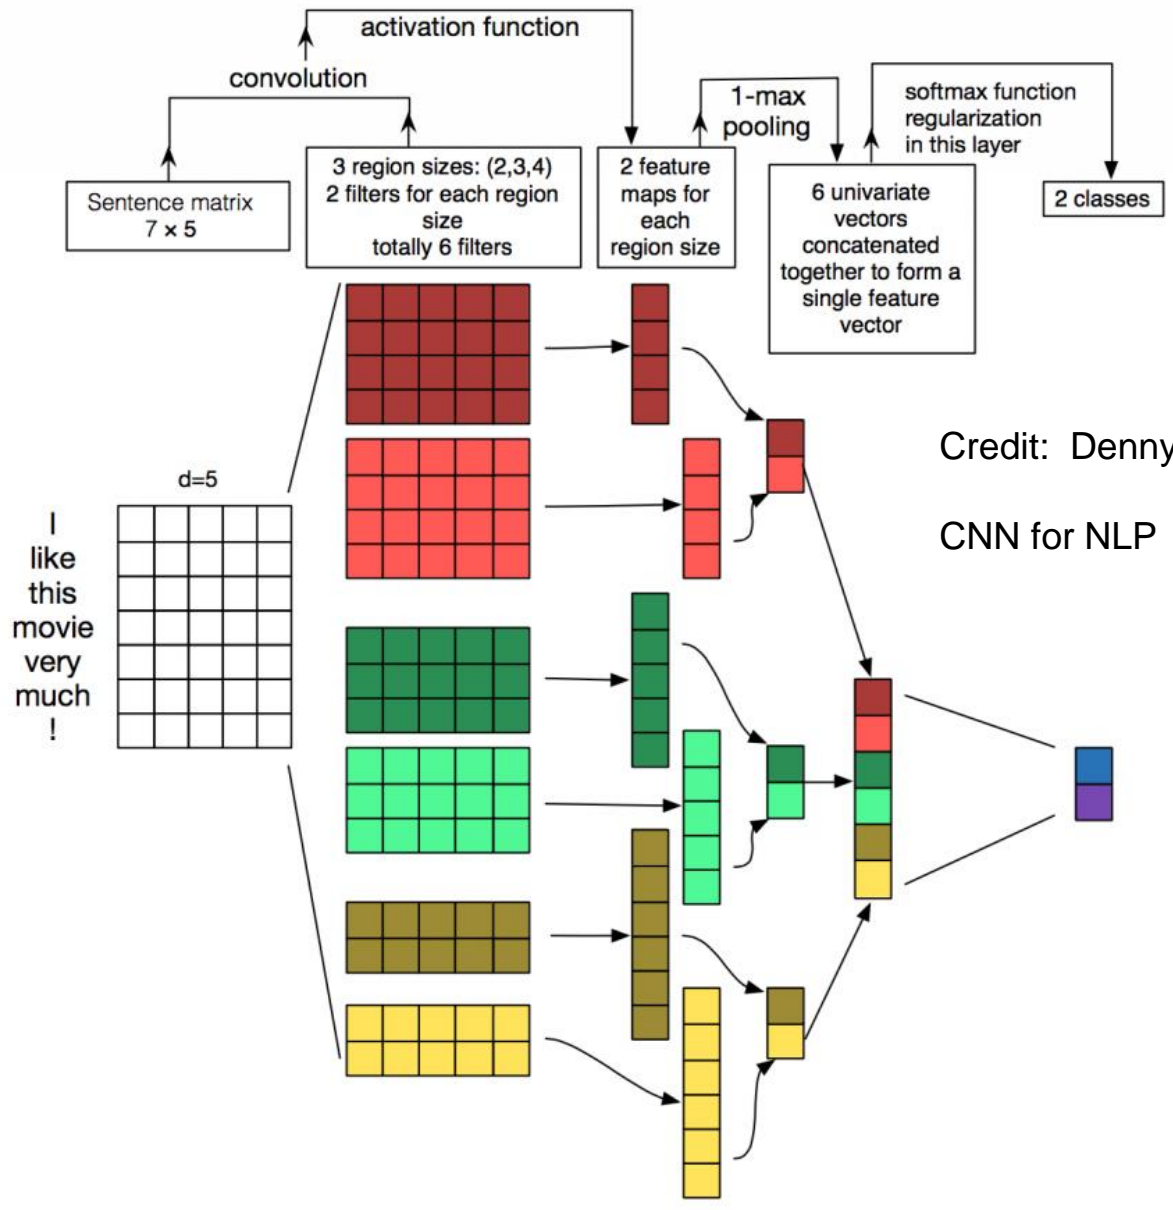 activation function
convolution
1-max
pooling
softmax function
regularization
in this layer
Sentence matrix
7 × 5
3 region sizes: (2,3,4)
2 filters for each region
size
totally 6 filters
2 feature
maps for
each
region size
6 univariate
vectors
concatenated
together to form a
single feature
vector
2 classes
d=5
I
like
this
movie
very
much
!
Credit: Denny
CNN for NLP